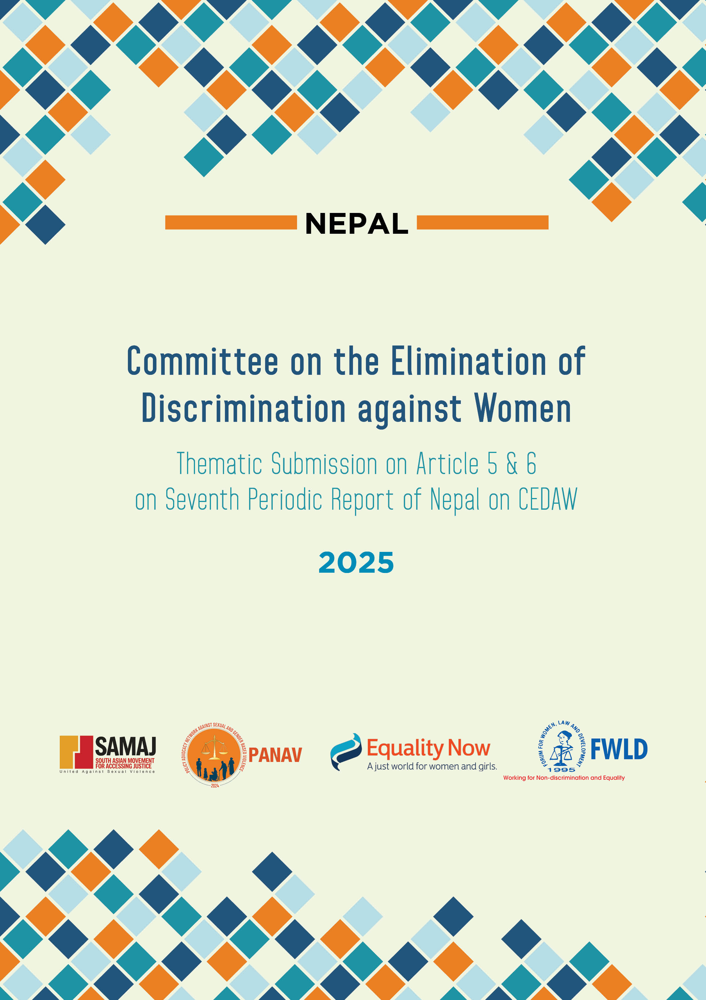 NEPAL
Committee on the Elimination of
Discrimination against Women
Thematic Submission on Article 5 & 6
on Seventh Periodic Report of Nepal on CEDAW
2025
SAMAJ
SOUTH ASIAN MOVEMENT
FOR ACCESSING JUSTICE
United Against Sexual Violence
POLICY ADVOCACY NETWORK AGAINST SEXUAL AND GENDER BASED VIOLENCE
2024
PANAV
Equality Now
A just world for women and girls.
FORUM FOR WOMEN, LAW AND DEVELOPMENT
1995
FWLD
Working for Non-discrimination and Equality